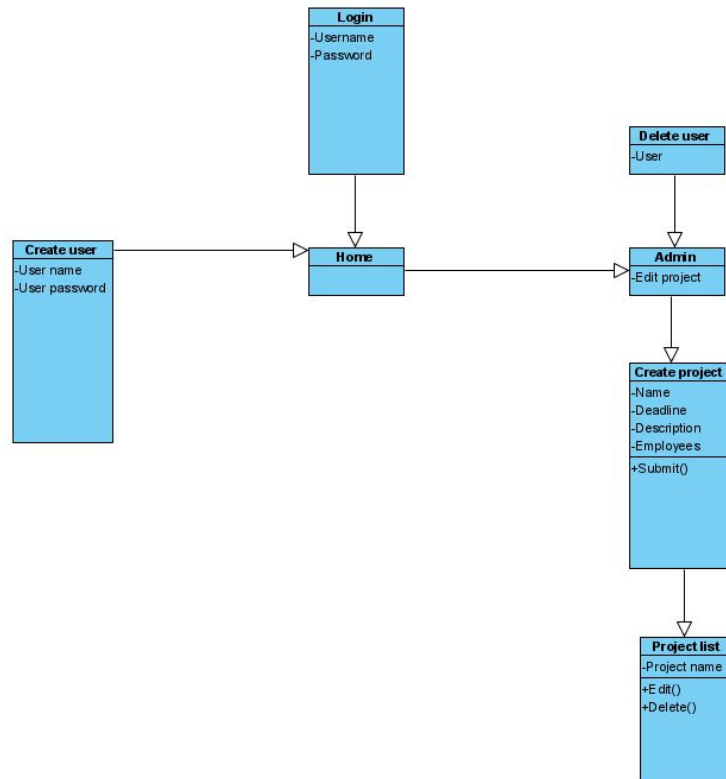 Login
-Username
-Password
Delete user
-User
Create user
-User name
-User password
Home
Admin
-Edit project
Create project
-Name
-Deadline
-Description
-Employees
+Submit()
Project list
-Project name
+Edit()
+Delete()